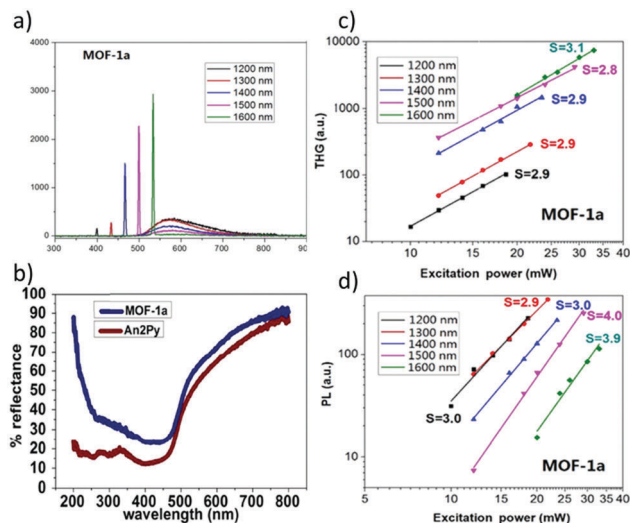 a)
MOF-1a
1200 nm
1300 nm
1400 nm
1500 nm
1600 nm
4000
3000
2000
1000
0
300 400 500 600 700 800
b)
MOF-1a
An2Py
% reflectance
100
90
80
70
60
50
40
30
20
10
0
200 300 400 500 600 700 800
wavelength (nm)
c)
1200 nm
1300 nm
1400 nm
1500 nm
1600 nm
S=3.1
S=2.8
S=2.9
S=2.9
S=2.9
THG (a.u.)
10000
1000
100
10
MOF-1a
10 15 20 25 30 35 40
Excitation power (mW)
d)
1200 nm
1300 nm
1400 nm
1500 nm
1600 nm
S=2.9
S=3.0
S=4.0
S=3.9
S=3.0
PL (a.u.)
100
10
MOF-1a
5 10 15 20 25 30 35 40
Excitation power (mW)